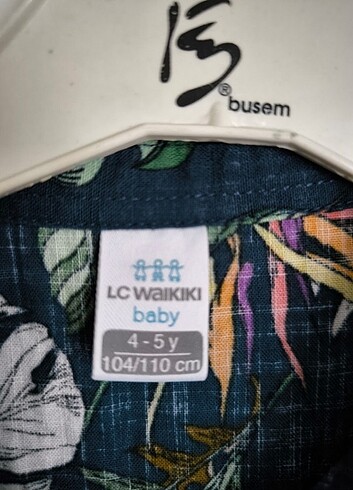 ® busem
LC WAIKIKI
baby
4 - 5 y
104/110 cm